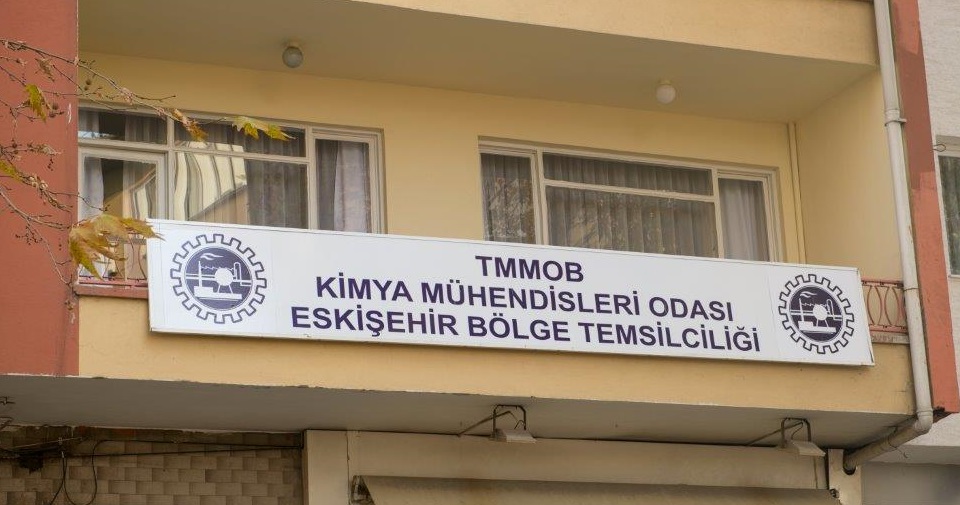 TMMOB
KİMYA MÜHENDİSLERİ ODASI
ESKİŞEHİR BÖLGE TEMSİLCİLİĞİ